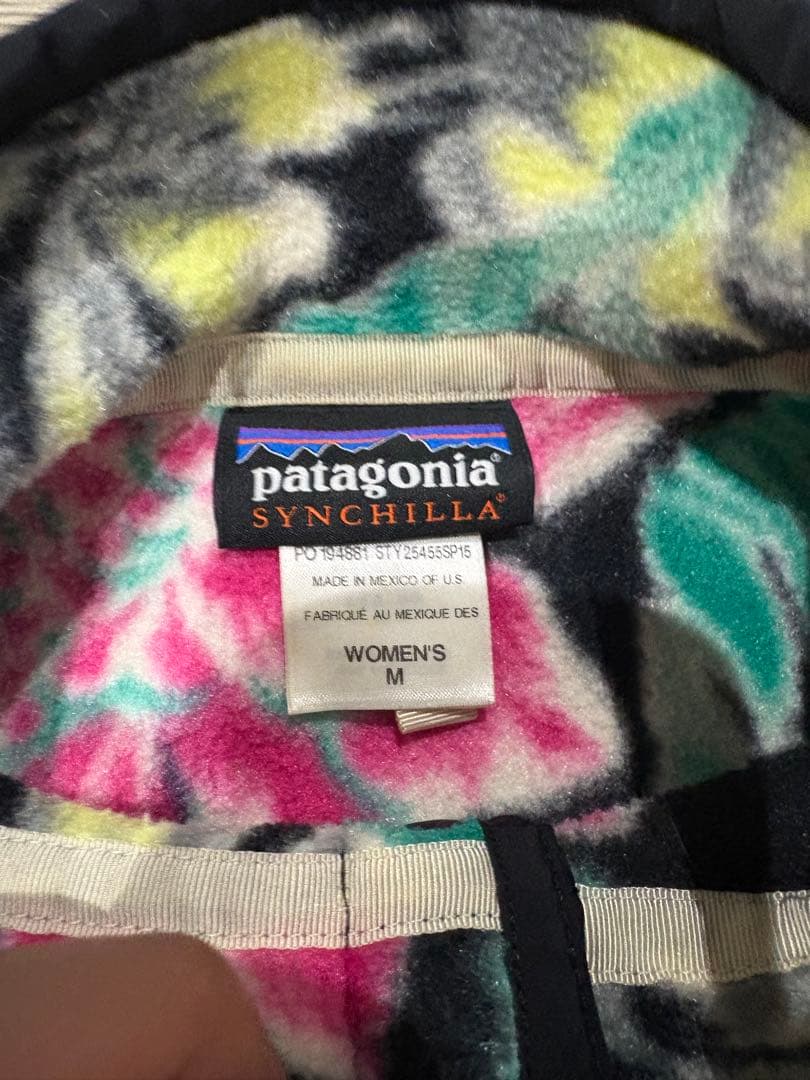 patagonia®
SYNCHILLA®
PO 194881 STY25455SP15
MADE IN MEXICO OF U.S.
FABRIQUÉ AU MEXIQUE DES
WOMEN'S
M